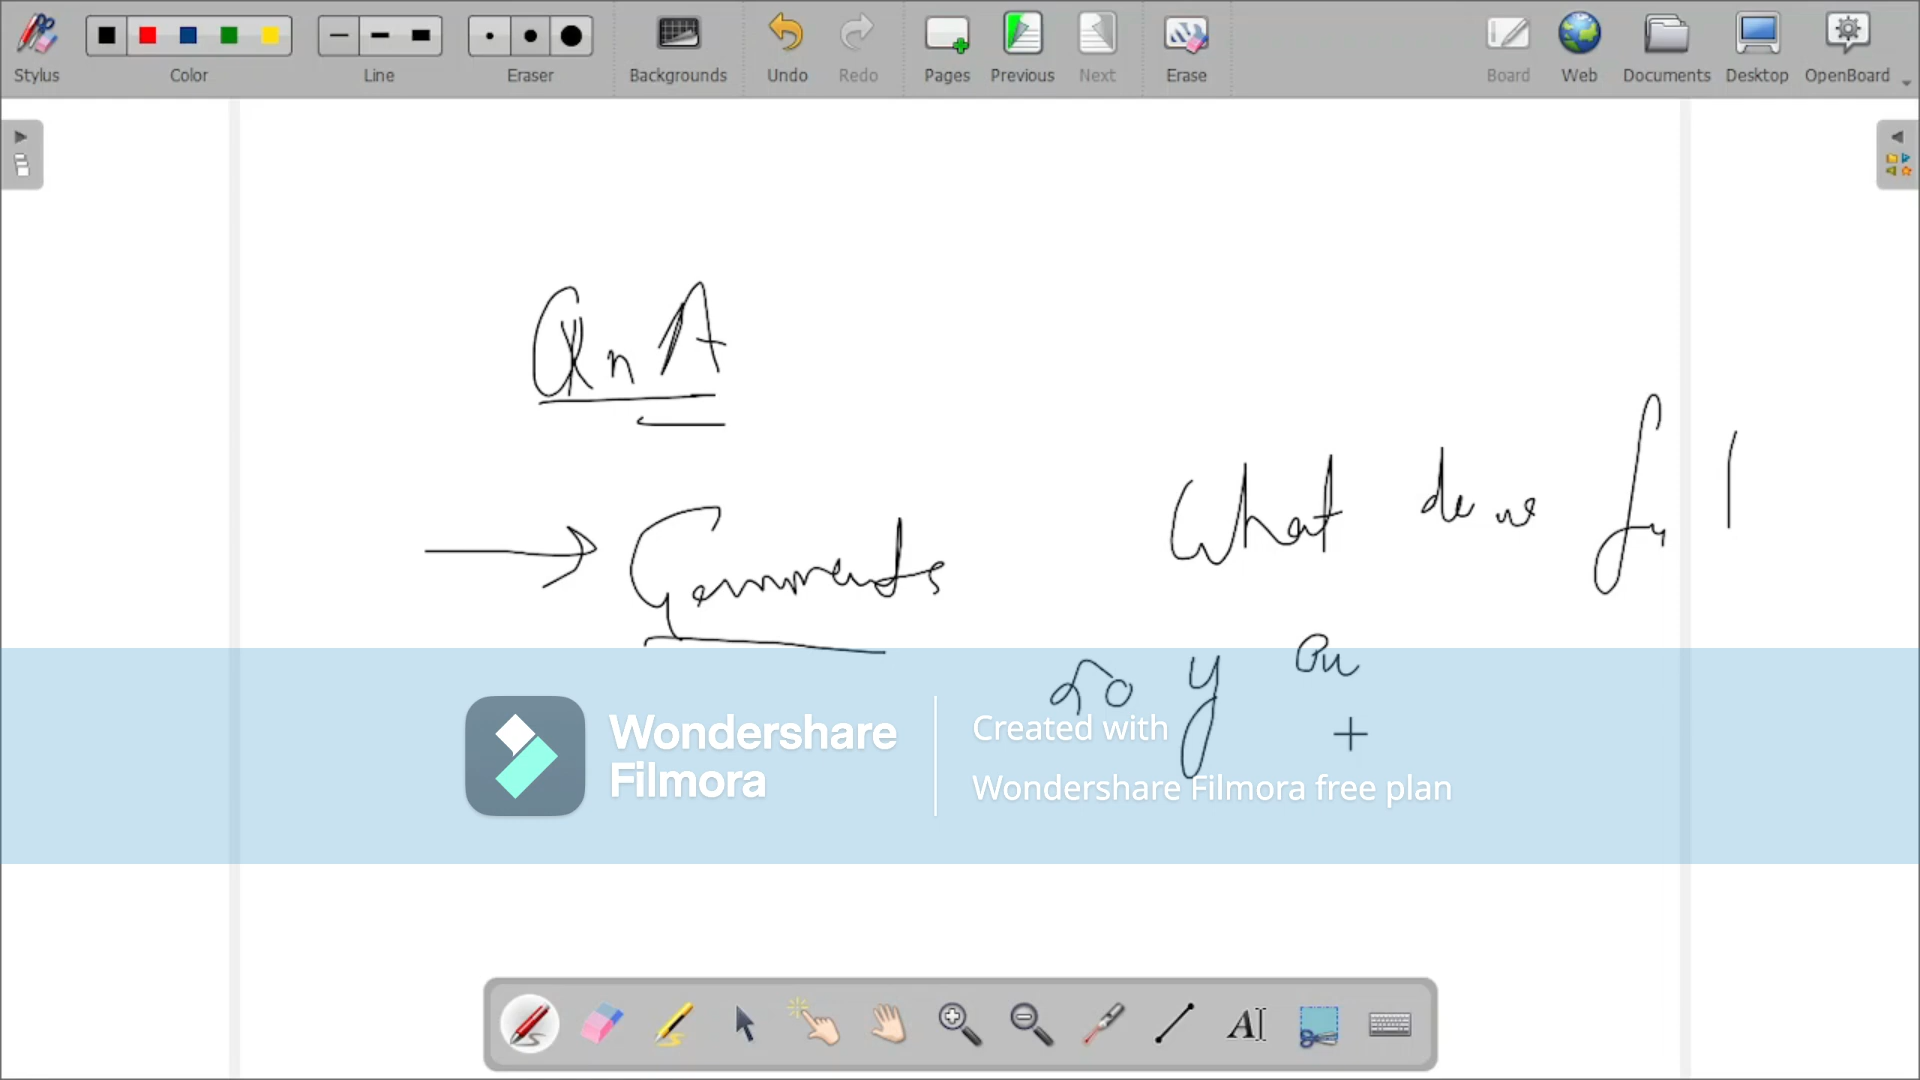 Stylus Color Line Eraser Backgrounds Undo Redo Pages Previous Next Erase Board Web Documents Desktop OpenBoard
QnA
What
→ Comments
do you
Wondershare
Filmora
Created with
Wondershare Filmora free plan